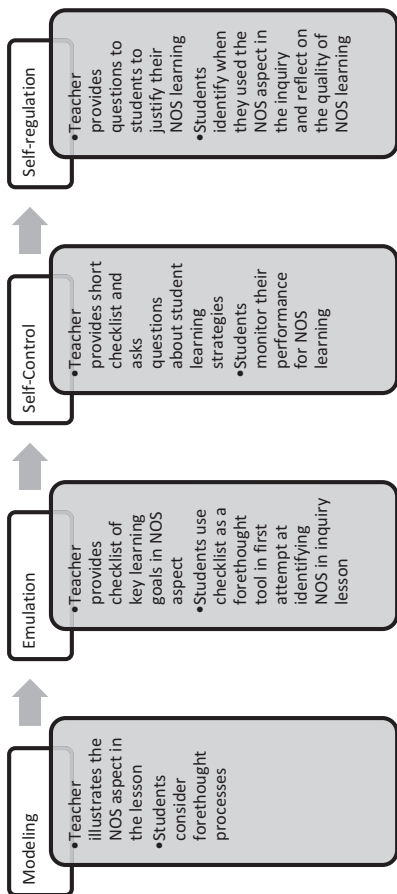 Modeling
•Teacher
illustrates the
NOS aspect in
the lesson
•Students
consider
forethought
processes
Emulation
•Teacher
provides
checklist of
key learning
goals in NOS
aspect
•Students use
checklist as a
forethought
tool in first
attempt at
identifying
NOS in inquiry
lesson
Self-Control
•Teacher
provides short
checklist and
asks
questions
about student
learning
strategies
•Students
monitor their
performance
for NOS
learning
Self-regulation
•Teacher
provides
questions to
students to
justify their
NOS learning
•Students
identify when
they used the
NOS aspect in
the inquiry
and reflect on
the quality of
NOS learning